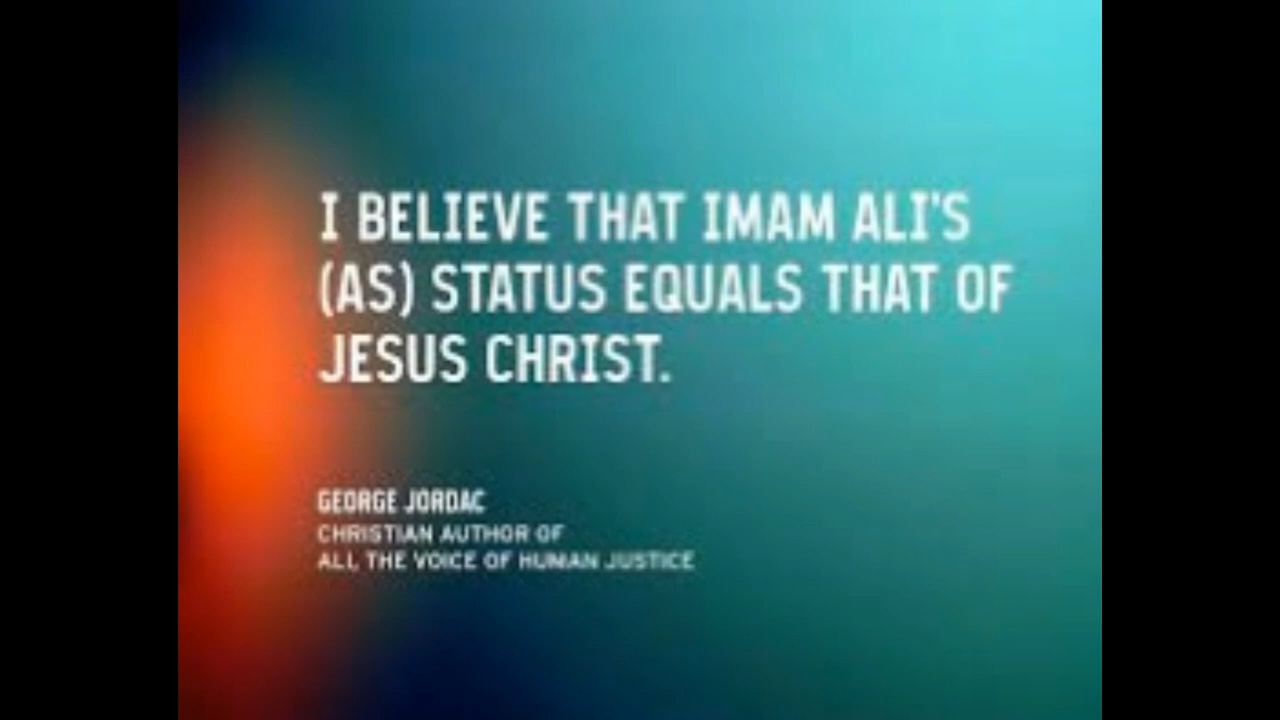 I BELIEVE THAT IMAM ALI'S
(AS) STATUS EQUALS THAT OF
JESUS CHRIST.
GEORGE JORDAC
CHRISTIAN AUTHOR OF
ALI, THE VOICE OF HUMAN JUSTICE